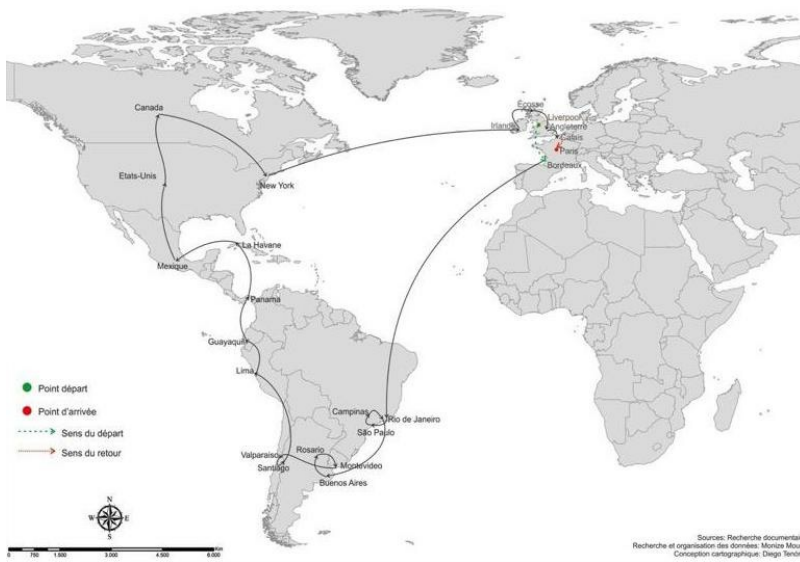 Canada
Ecosse
Irlande
Liverpool
Angleterre
Calais
Paris
Bordeaux
Etats-Unis
New York
La Havane
Mexique
Panama
Guayaquil
Lima
Campinas
Rio de Janeiro
São Paulo
Rosario
Valparaiso
Santiago
Montevideo
Buenos Aires
Point départ
Point d'arrivée
Sens du départ
Sens du retour
N
W E
S
0 750 1.500 3.000 4.500 6.000
Sources: Recherche documentai
Recherche et organisation des données: Monize Mou
Conception cartographique: Diego Tenór